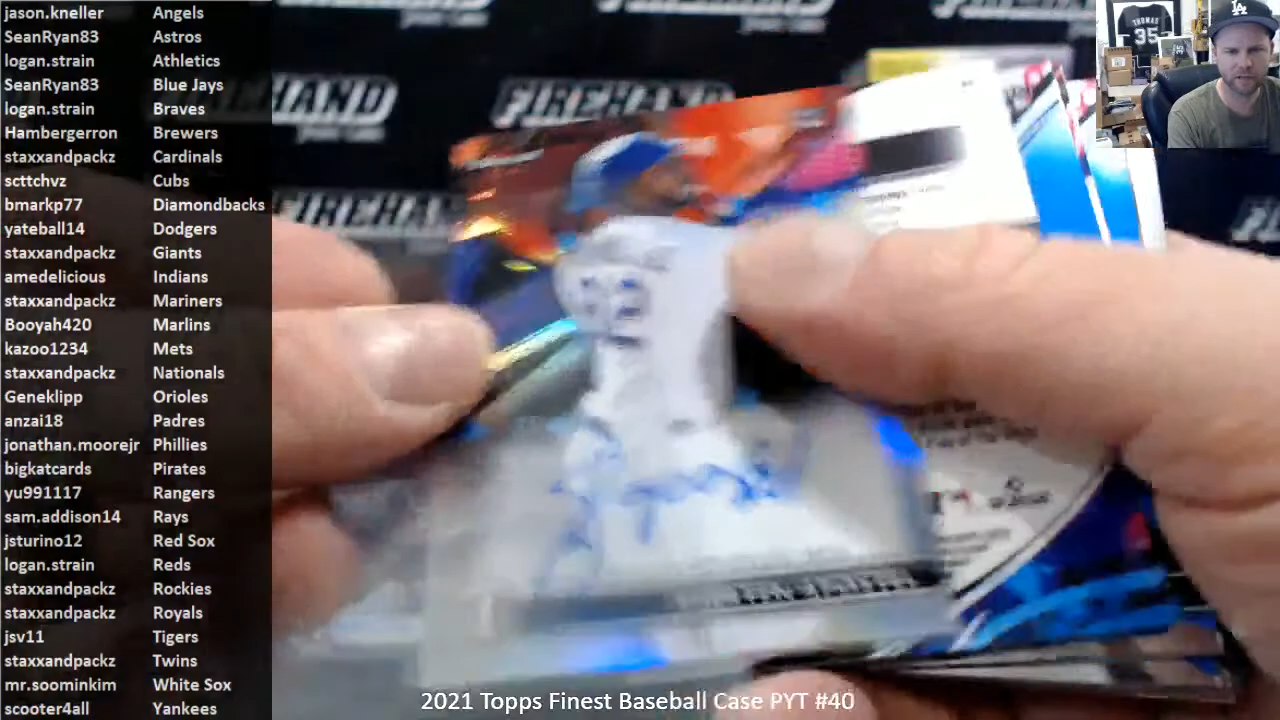 jason.kneller Angels
SeanRyan83 Astros
logan.strain Athletics
SeanRyan83 Blue Jays
logan.strain Braves
Hambergerron Brewers
staxxandpackz Cardinals
scttchvz Cubs
bmarkp77 Diamondbacks
yateball14 Dodgers
staxxandpackz Giants
amedelicious Indians
staxxandpackz Mariners
Booyah420 Marlins
kazoo1234 Mets
staxxandpackz Nationals
Geneklipp Orioles
anzai18 Padres
jonathan.moorejr Phillies
bigkatcards Pirates
yu991117 Rangers
sam.addison14 Rays
jsturino12 Red Sox
logan.strain Reds
staxxandpackz Rockies
staxxandpackz Royals
jsv11 Tigers
staxxandpackz Twins
mr.soominkim White Sox
scooter4all Yankees
FIREHAND
THOMAS
35
LA
2021 Topps Finest Baseball Case PYT #40